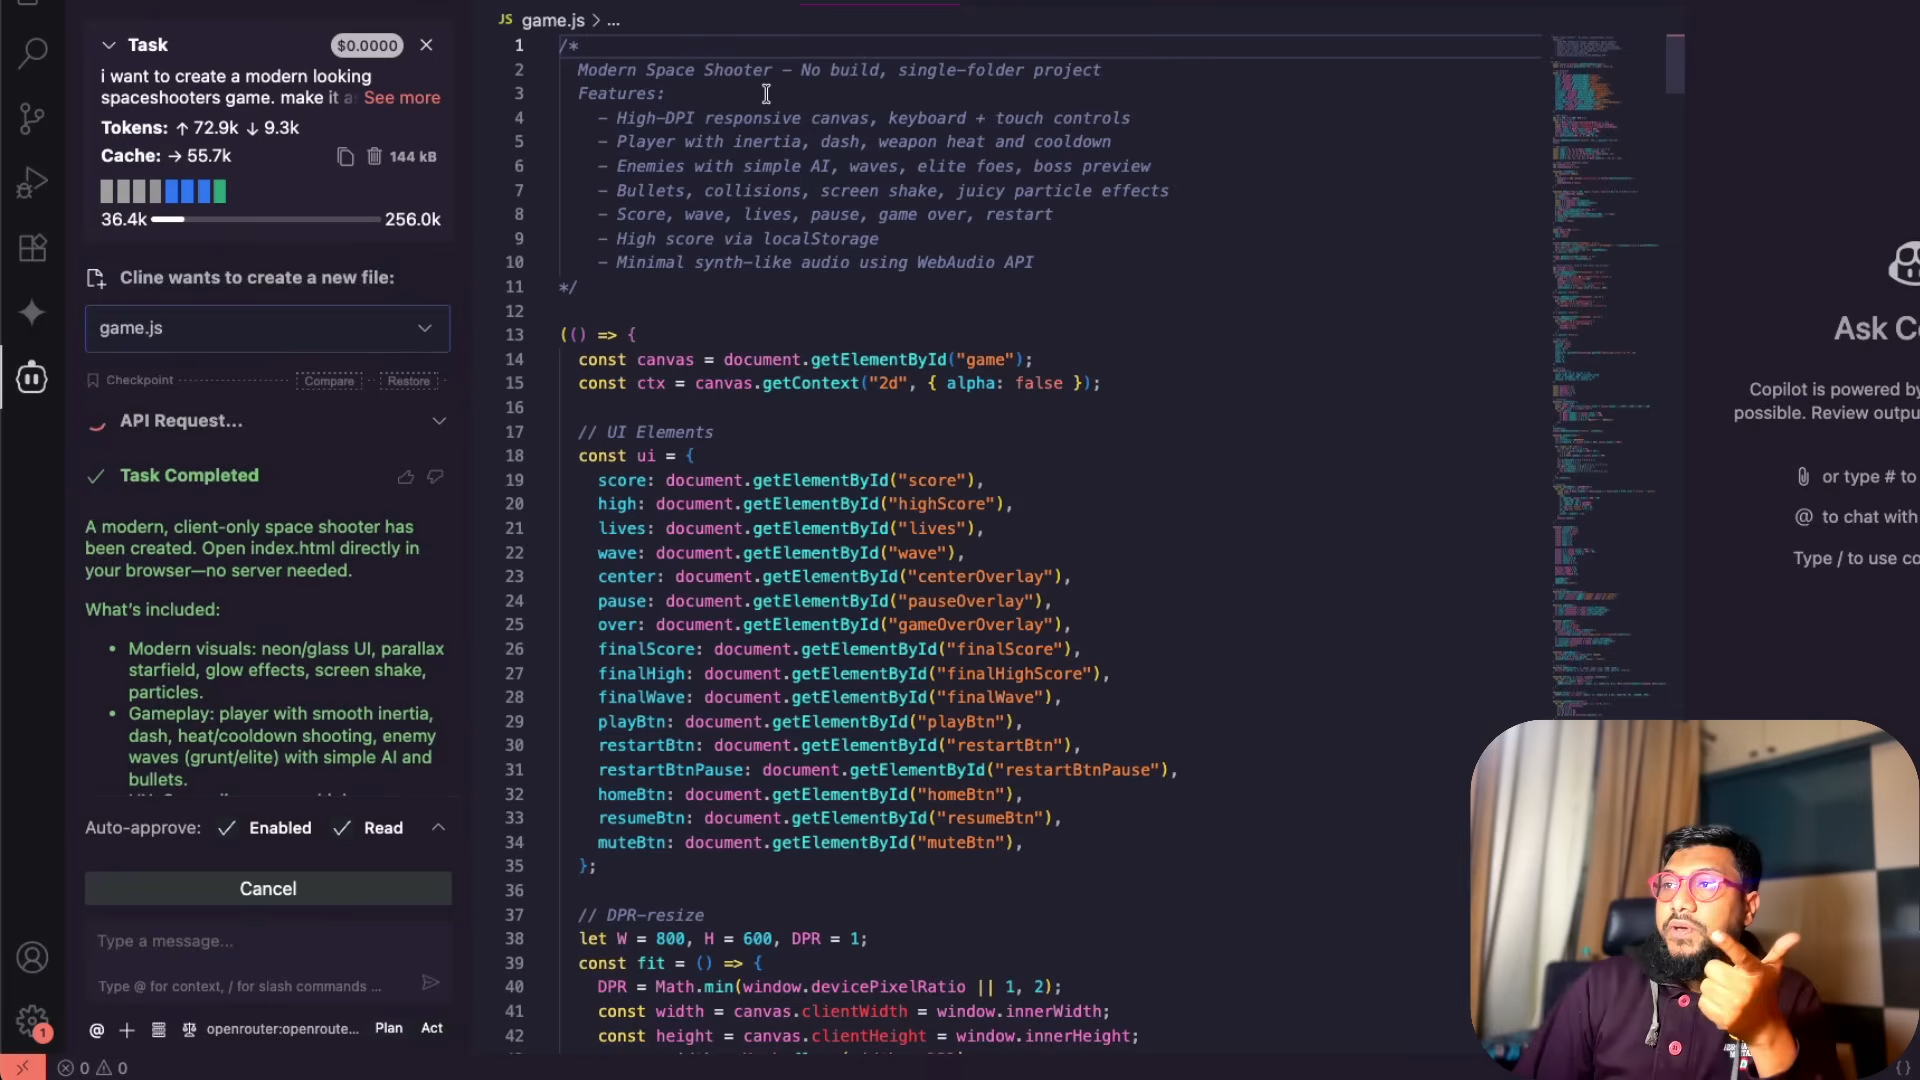 Task
$0.0000
i want to create a modern looking
spaceshooters game. make it a See more
Tokens: ↑ 72.9k ↓ 9.3k
Cache: → 55.7k
144 kB
36.4k
256.0k
Cline wants to create a new file:
game.js
Checkpoint
Compare
Restore
API Request...
Task Completed
A modern, client-only space shooter has
been created. Open index.html directly in
your browser—no server needed.
What's included:
• Modern visuals: neon/glass UI, parallax
starfield, glow effects, screen shake,
particles.
• Gameplay: player with smooth inertia,
dash, heat/cooldown shooting, enemy
waves (grunt/elite) with simple AI and
bullets.
Auto-approve: ✓ Enabled ✓ Read
Cancel
Type a message...
Type @ for context, / for slash commands ...
@ + openrouter:openroute... Plan Act
1
0 0
JS game.js > ...
1 /*
2 Modern Space Shooter – No build, single-folder project
3 Features:
4 – High-DPI responsive canvas, keyboard + touch controls
5 – Player with inertia, dash, weapon heat and cooldown
6 – Enemies with simple AI, waves, elite foes, boss preview
7 – Bullets, collisions, screen shake, juicy particle effects
8 – Score, wave, lives, pause, game over, restart
9 – High score via localStorage
10 – Minimal synth-like audio using WebAudio API
11 */
12
13 (() => {
14 const canvas = document.getElementById("game");
15 const ctx = canvas.getContext("2d", { alpha: false });
16
17 // UI Elements
18 const ui = {
19 score: document.getElementById("score"),
20 high: document.getElementById("highScore"),
21 lives: document.getElementById("lives"),
22 wave: document.getElementById("wave"),
23 center: document.getElementById("centerOverlay"),
24 pause: document.getElementById("pauseOverlay"),
25 over: document.getElementById("gameOverOverlay"),
26 finalScore: document.getElementById("finalScore"),
27 finalHigh: document.getElementById("finalHighScore"),
28 finalWave: document.getElementById("finalWave"),
29 playBtn: document.getElementById("playBtn"),
30 restartBtn: document.getElementById("restartBtn"),
31 restartBtnPause: document.getElementById("restartBtnPause"),
32 homeBtn: document.getElementById("homeBtn"),
33 resumeBtn: document.getElementById("resumeBtn"),
34 muteBtn: document.getElementById("muteBtn"),
35 };
36
37 // DPR-resize
38 let W = 800, H = 600, DPR = 1;
39 const fit = () => {
40 DPR = Math.min(window.devicePixelRatio || 1, 2);
41 const width = canvas.clientWidth = window.innerWidth;
42 const height = canvas.clientHeight = window.innerHeight;
Ask Co
Copilot is powered by
possible. Review outpu
or type # to
@ to chat with
Type / to use co
{}